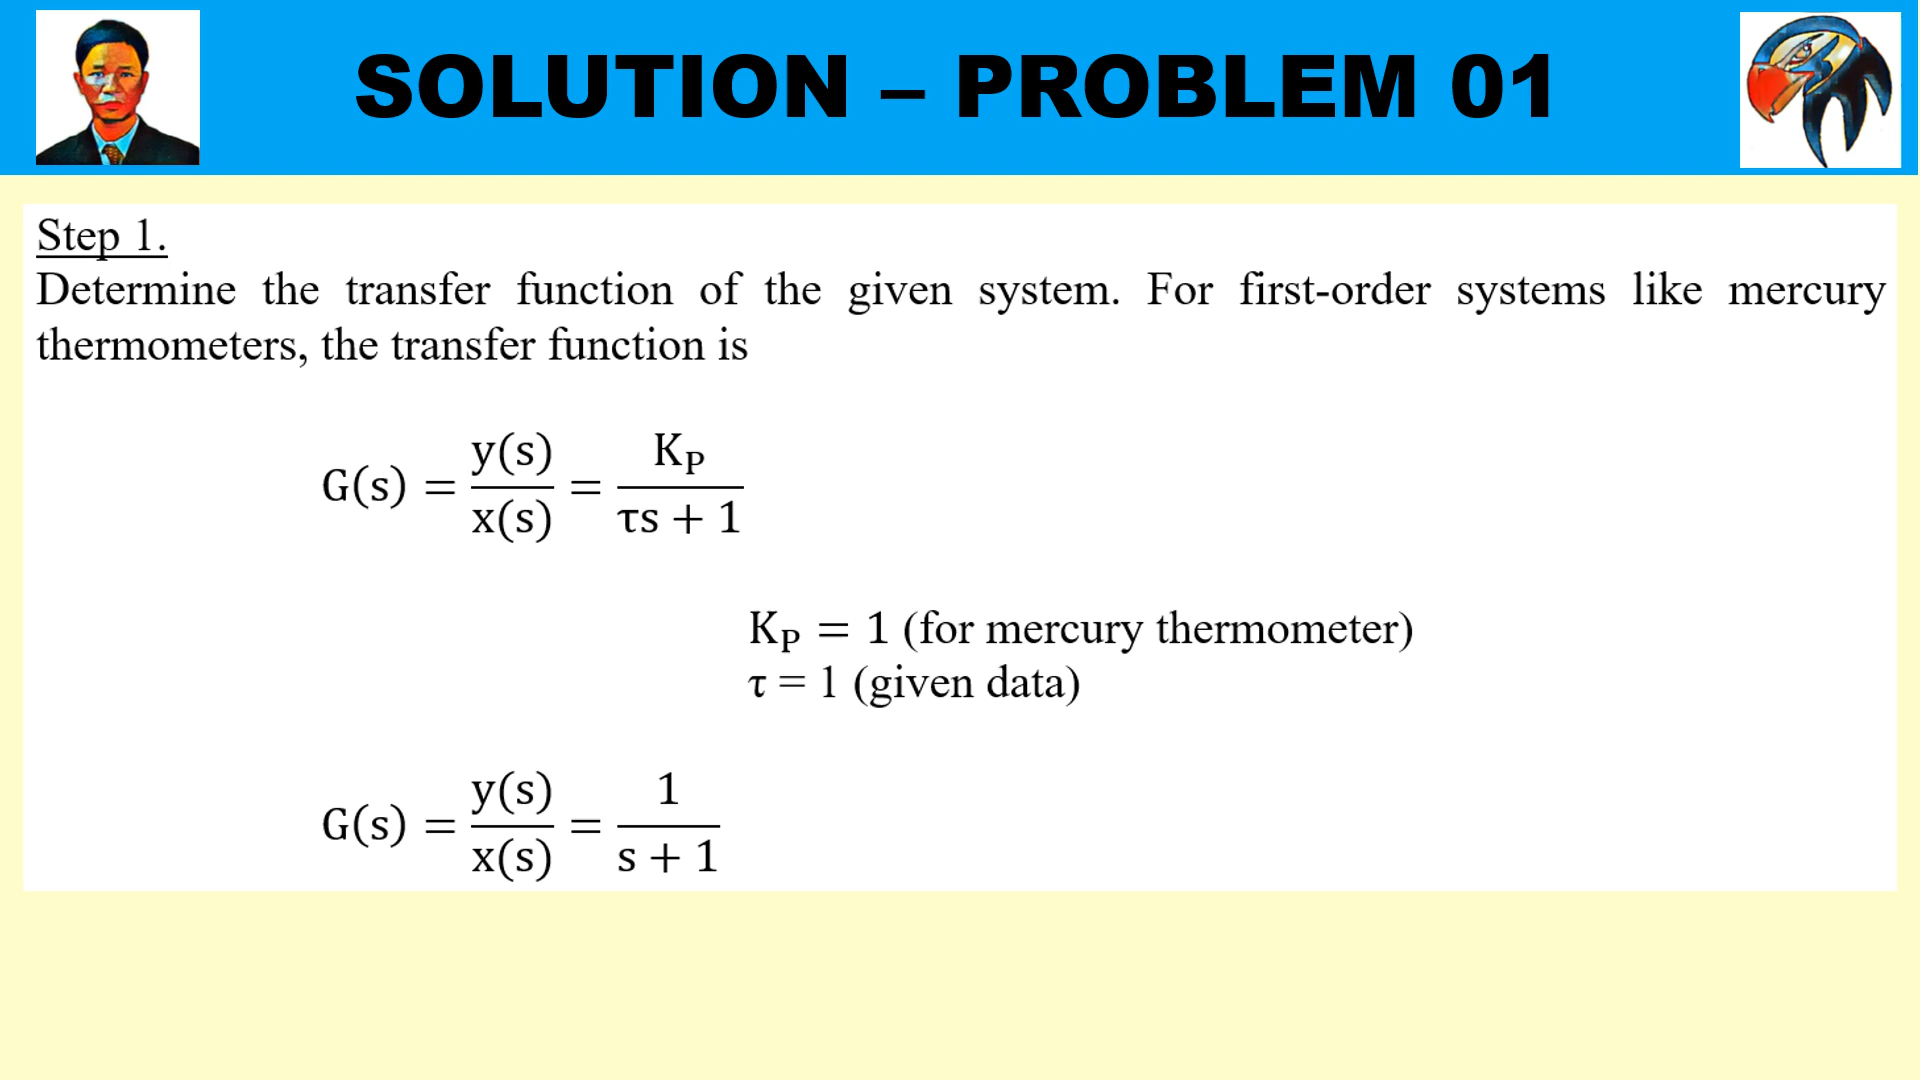 SOLUTION – PROBLEM 01
Step 1.
Determine the transfer function of the given system. For first-order systems like mercury
thermometers, the transfer function is
G(s) = y(s)/x(s) = K_P/(τs + 1)
K_P = 1 (for mercury thermometer)
τ = 1 (given data)
G(s) = y(s)/x(s) = 1/(s + 1)